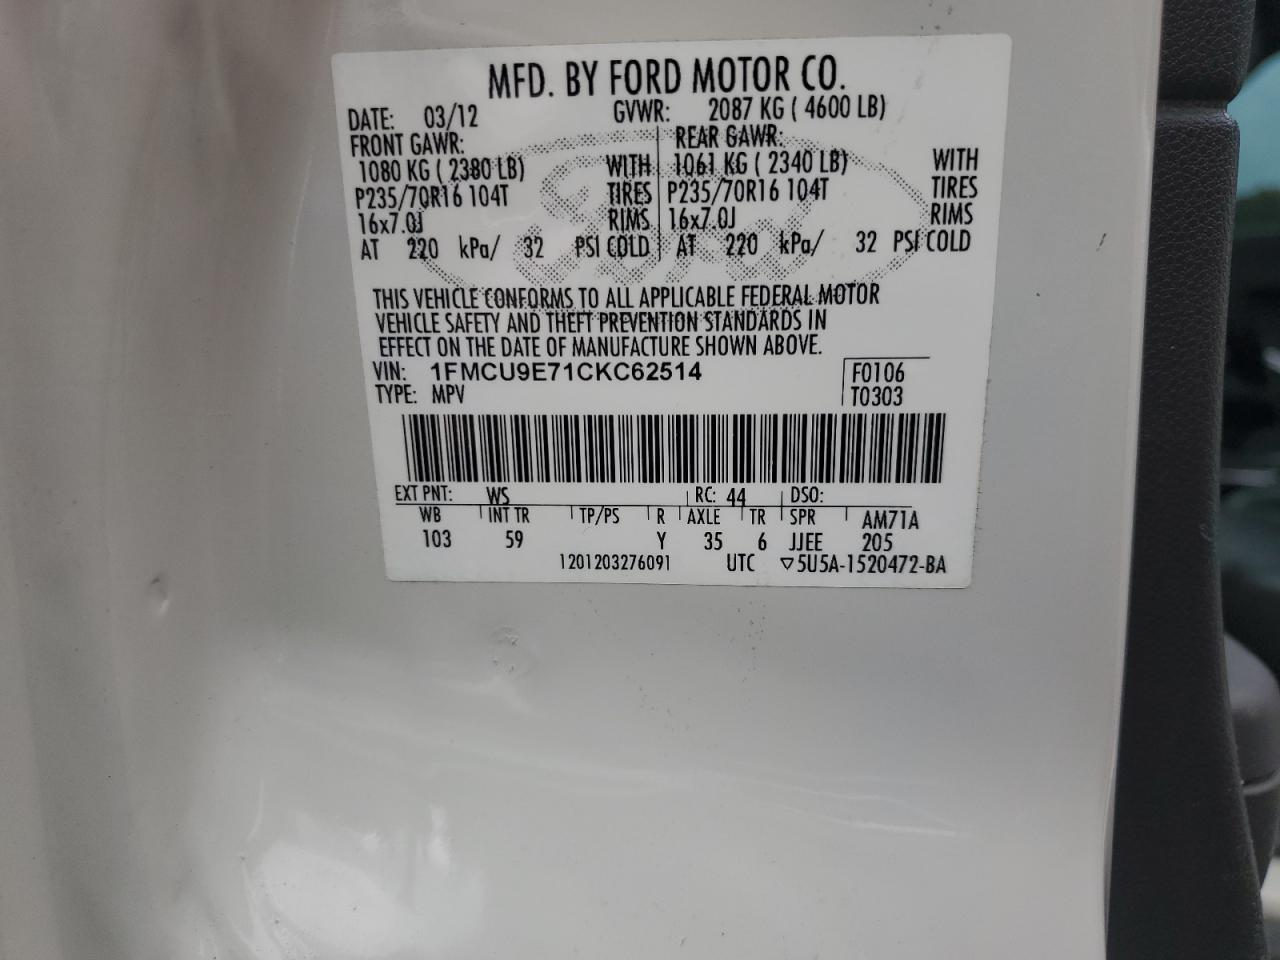 MFD. BY FORD MOTOR CO.
DATE: 03/12 GVWR: 2087 KG ( 4600 LB)
FRONT GAWR: REAR GAWR:
1080 KG ( 2380 LB) WITH 1061 KG ( 2340 LB) WITH
P235/70R16 104T TIRES P235/70R16 104T TIRES
16x7.0J RIMS 16x7.0J RIMS
AT 220 kPa/ 32 PSI COLD AT 220 kPa/ 32 PSI COLD
Ford
THIS VEHICLE CONFORMS TO ALL APPLICABLE FEDERAL MOTOR
VEHICLE SAFETY AND THEFT PREVENTION STANDARDS IN
EFFECT ON THE DATE OF MANUFACTURE SHOWN ABOVE.
VIN: 1FMCU9E71CKC62514 F0106
TYPE: MPV T0303
EXT PNT: WS RC: 44 DSO:
WB INT TR TP/PS R AXLE TR SPR AM71A
103 59 Y 35 6 JJEE 205
1201203276091 UTC ▽5U5A-1520472-BA